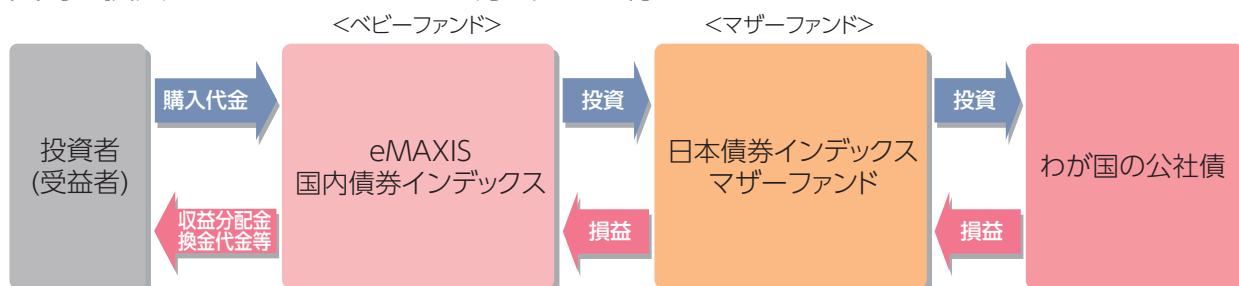 <ベビーファンド>
<マザーファンド>
投資者
(受益者)
購入代金
収益分配金
換金代金等
eMAXIS
国内債券インデックス
投資
損益
日本債券インデックス
マザーファンド
投資
損益
わが国の公社債